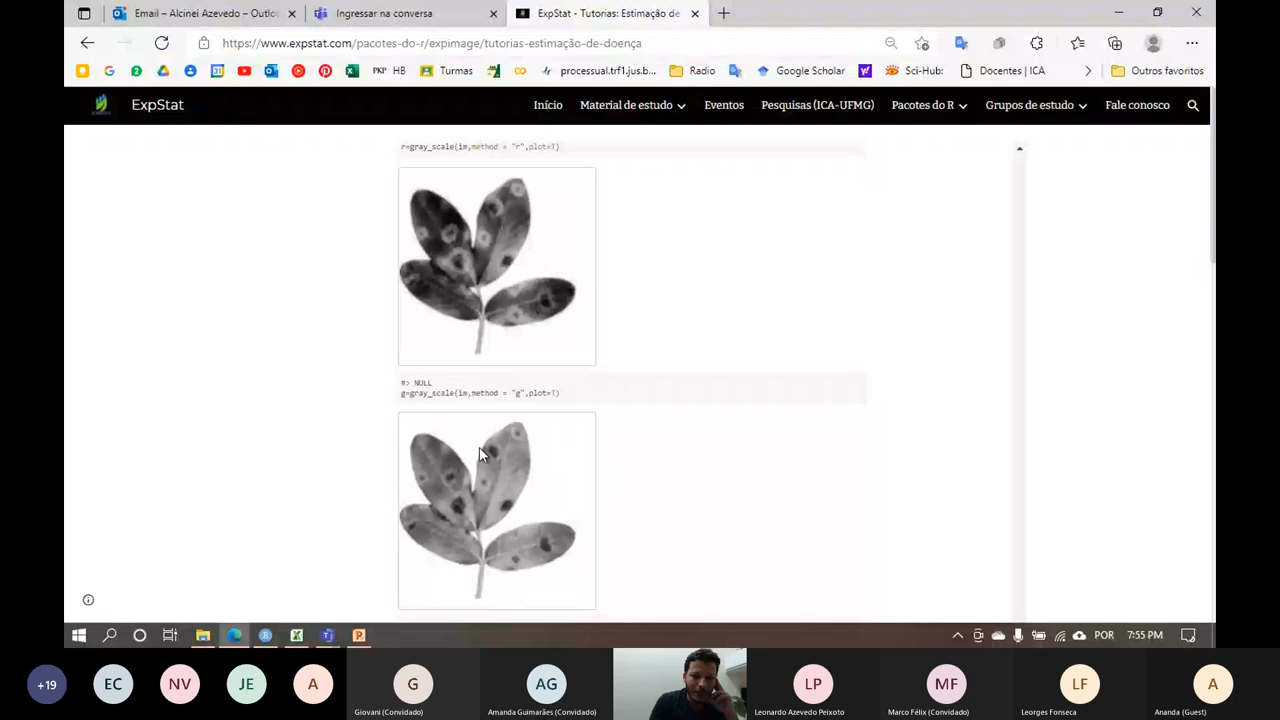 Email – Alcinei Azevedo – Outlo
Ingressar na conversa
ExpStat - Tutorias: Estimação de
https://www.expstat.com/pacotes-do-r/expimage/tutorias-estimação-de-doença
HB
Turmas
processual.trf1.jus.b...
Radio
Google Scholar
Sci-Hub:
Docentes | ICA
Outros favoritos
ExpStat
Início
Material de estudo
Eventos
Pesquisas (ICA-UFMG)
Pacotes do R
Grupos de estudo
Fale conosco
r=gray_scale(im,method = "r",plot=T)
#> NULL
g=gray_scale(im,method = "g",plot=T)
POR
7:55 PM
+19
EC
NV
JE
A
G
AG
LP
MF
LF
A
Giovani (Convidado)
Amanda Guimarães (Convidado)
Leonardo Azevedo Peixoto
Marco Félix (Convidado)
Leorges Fonseca
Ananda (Guest)